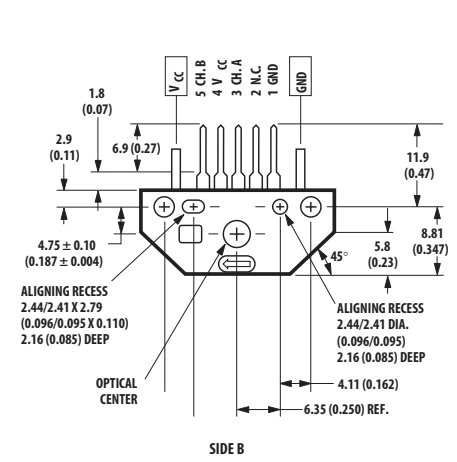 V CC
5 CH. B
4 V CC
3 CH. A
2 N.C.
1 GND
GND
1.8
(0.07)
2.9
(0.11)
6.9 (0.27)
11.9
(0.47)
4.75 ± 0.10
(0.187 ± 0.004)
8.81
(0.347)
5.8
(0.23)
45°
ALIGNING RECESS
2.44/2.41 X 2.79
(0.096/0.095 X 0.110)
2.16 (0.085) DEEP
ALIGNING RECESS
2.44/2.41 DIA.
(0.096/0.095)
2.16 (0.085) DEEP
OPTICAL
CENTER
4.11 (0.162)
6.35 (0.250) REF.
SIDE B